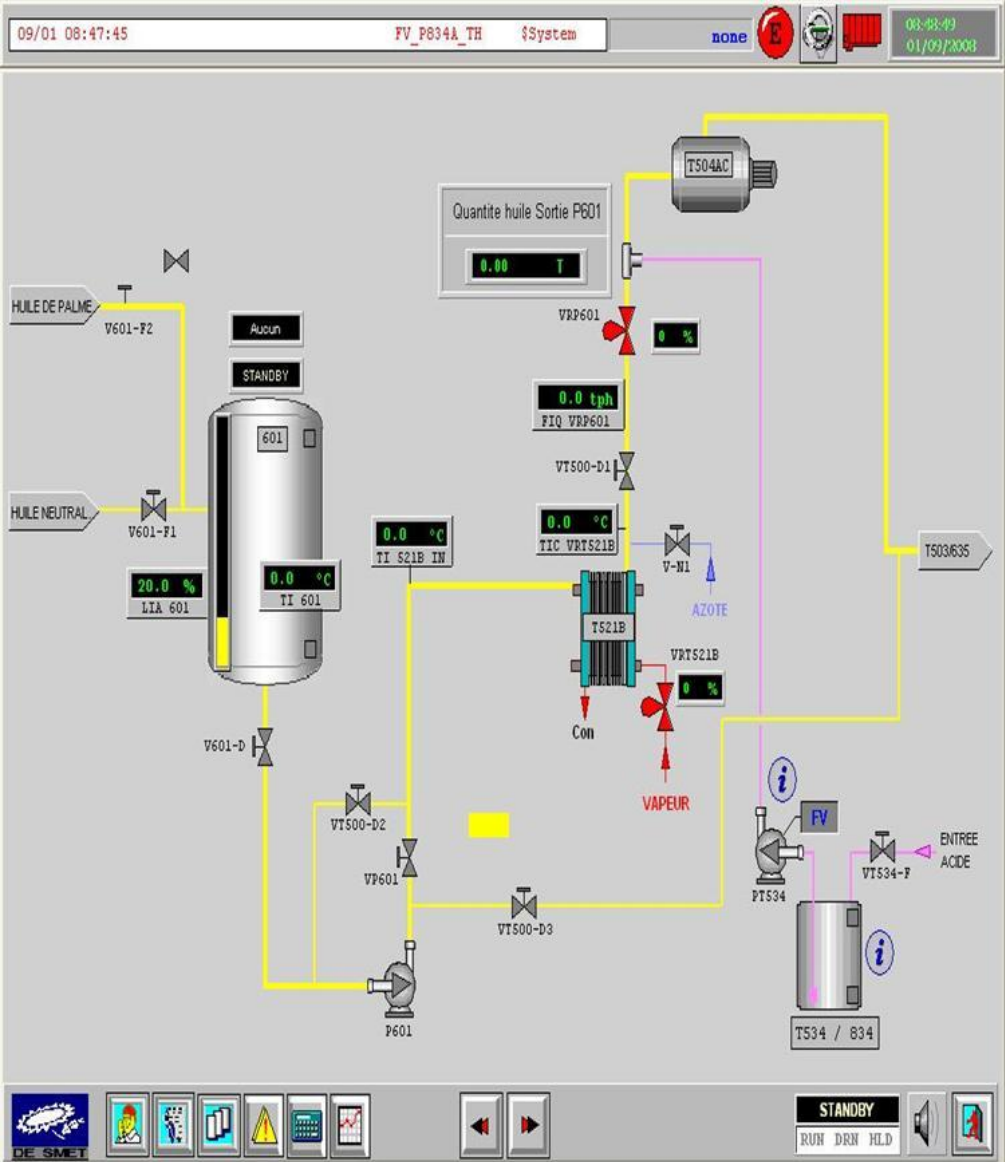 09/01 08:47:45 FV_P834A_TH $System none E 08:48:49
01/09/2008
T504AC
Quantite huile Sortie P601
0.00 T
HUILE DE PALME
V601-F2
VRP601
0 %
Aucun
STANDBY
0.0 tph
FIQ VRP601
601
VT500-D1
HUILE NEUTRAL
V601-F1
0.0 °C
TI 521B IN
0.0 °C
TIC VRT521B
V-N1
T503/635
20.0 %
LIA 601
0.0 °C
TI 601
AZOTE
T521B
VRT521B
0 %
Con
V601-D
VAPEUR
i
VT500-D2
FV
VP601
PT534
VT534-F
ENTREE
ACIDE
VT500-D3
i
P601
T534 / 834
DE SMET
STANDBY
RUN DRN HLD